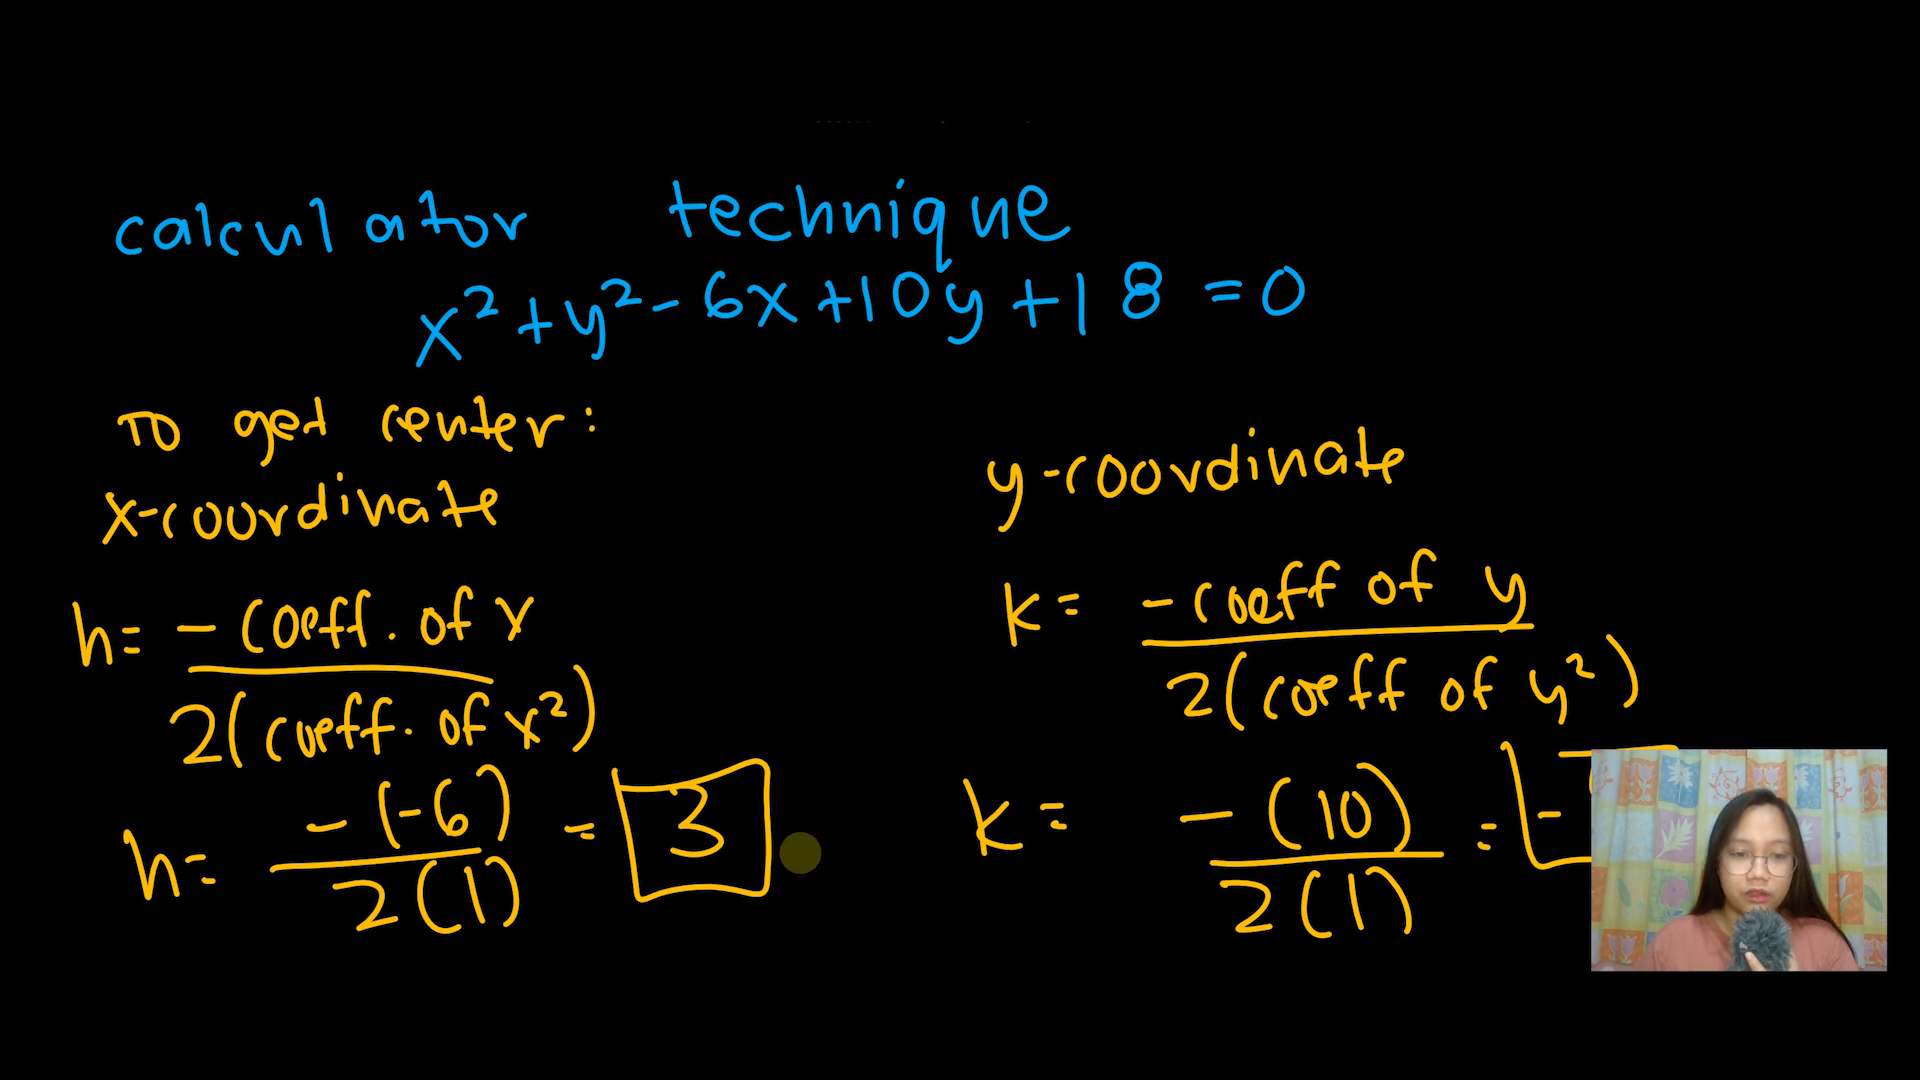 calculator technique
x²+y²-6x+10y+18=0
To get center:
x-coordinate
h= -coeff. of x / 2(coeff. of x²)
h= -(-6) / 2(1) = 3
y-coordinate
k= -coeff of y / 2(coeff of y²)
k= -(10) / 2(1) = -